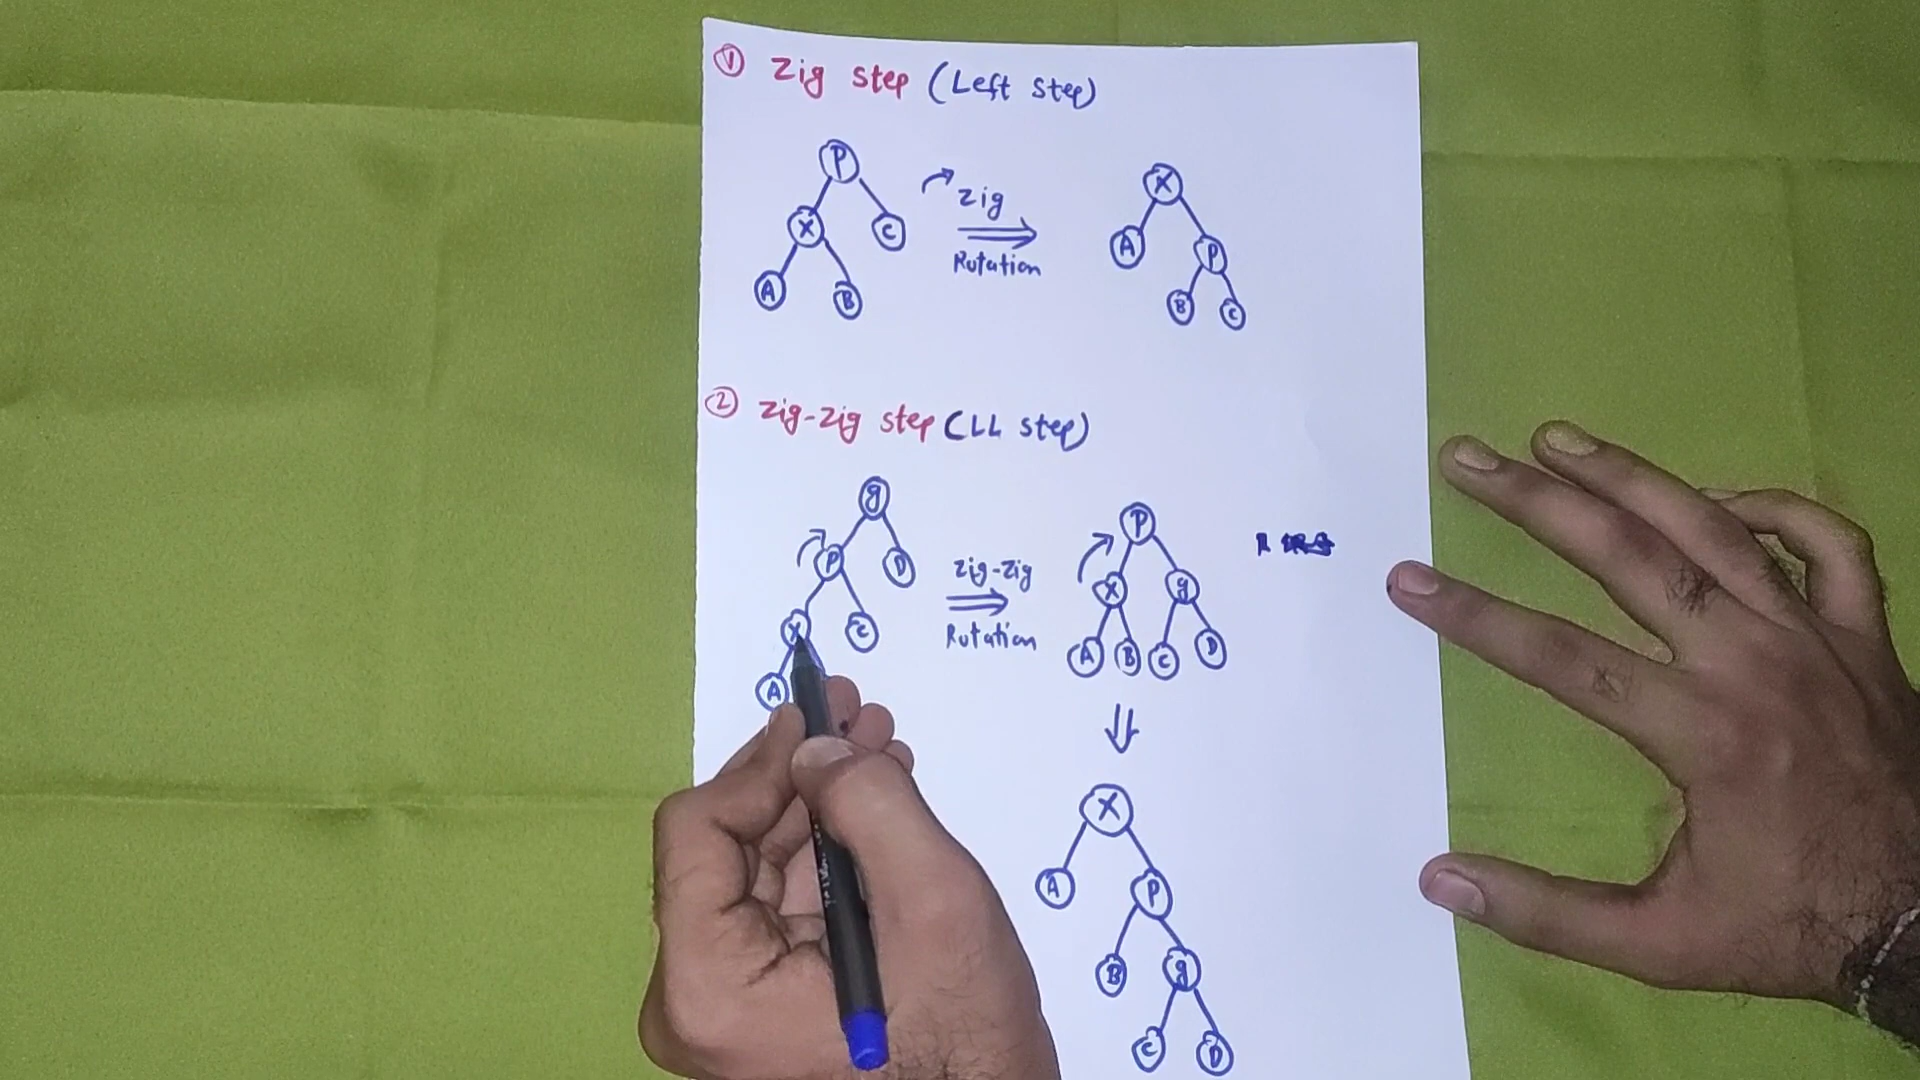 ① Zig step (Left step)
P
X C
A B
Zig
Rotation
X
A P
B C
② Zig-Zig step (LL step)
g
P D
X C
A
Zig-Zig
Rotation
P
X g
A B C D
X
A P
B g
C D